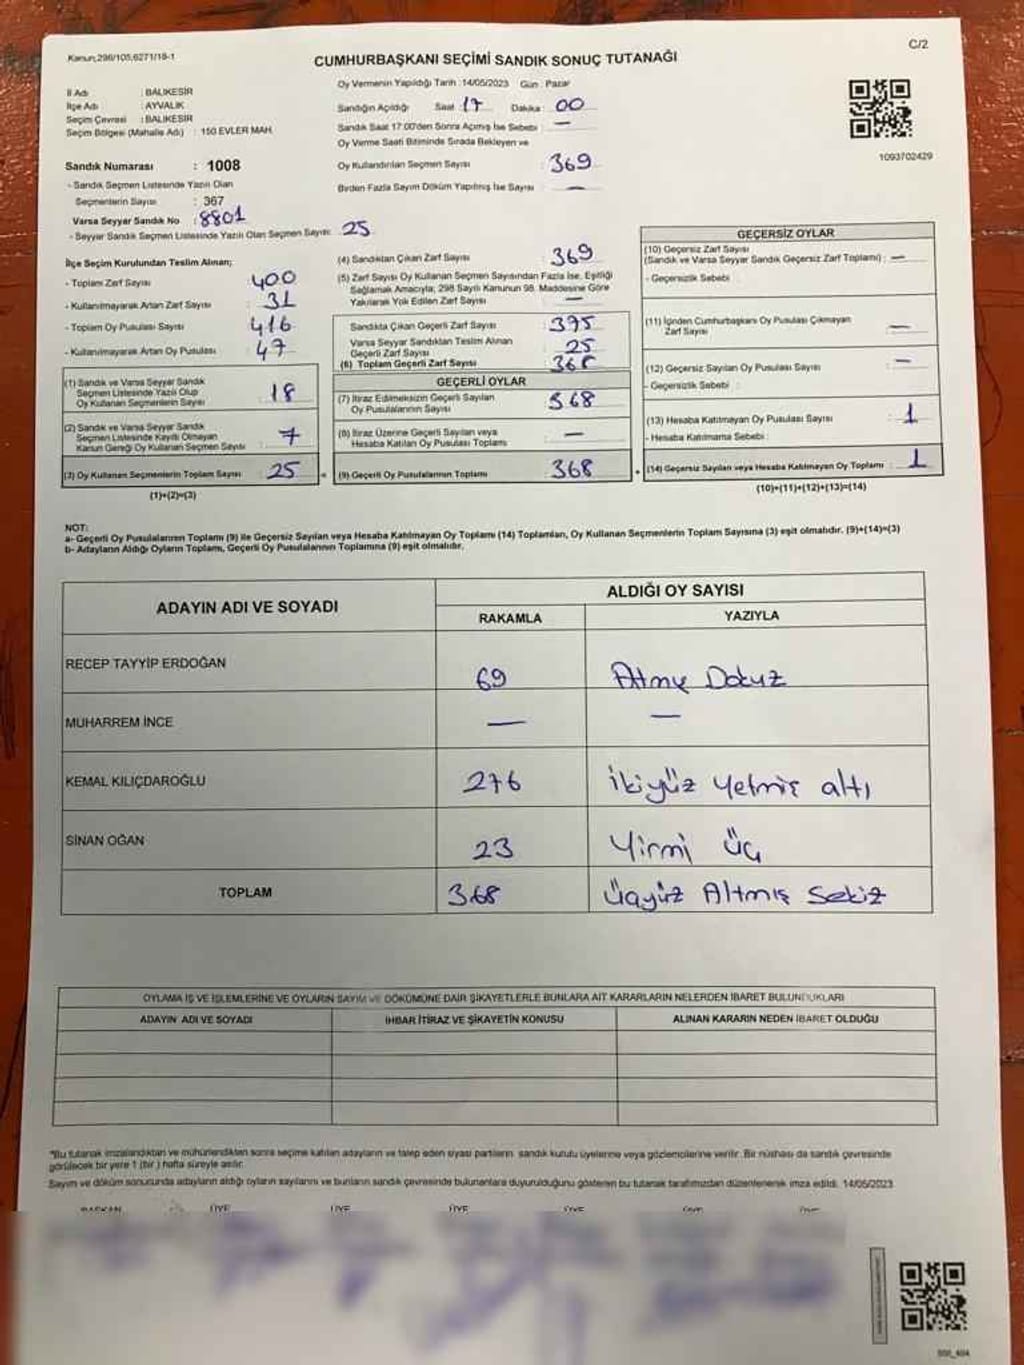 Kanun;298/105,6271/18-1
C/2
CUMHURBAŞKANI SEÇİMİ SANDIK SONUÇ TUTANAĞI
İl Adı : BALIKESİR
İlçe Adı : AYVALIK
Seçim Çevresi : BALIKESİR
Seçim Bölgesi (Mahalle Adı) : 150 EVLER MAH.
Sandık Numarası : 1008
- Sandık Seçmen Listesinde Yazılı Olan
Seçmenlerin Sayısı : 367
Varsa Seyyar Sandık No : 8801
- Seyyar Sandık Seçmen Listesinde Yazılı Olan Seçmen Sayısı: 25
Oy Vermenin Yapıldığı Tarih :14/05/2023 Gün : Pazar
Sandığın Açıldığı Saat 17 Dakika : 00
Sandık Saat 17:00'den Sonra Açımış İse Sebebi : —
Oy Verme Saati Bitiminde Sırada Bekleyen ve
Oy Kullandırılan Seçmen Sayısı : 369
Birden Fazla Sayım Döküm Yapılmış İse Sayısı : —
1093702429
İlçe Seçim Kurulundan Teslim Alınan;
- Toplam Zarf Sayısı : 400
- Kullanılmayarak Artan Zarf Sayısı : 31
- Toplam Oy Pusulası Sayısı : 416
- Kullanılmayarak Artan Oy Pusulası : 47
(1) Sandık ve Varsa Seyyar Sandık
Seçmen Listesinde Yazılı Olup
Oy Kullanan Seçmenlerin Sayısı : 18
(2) Sandık ve Varsa Seyyar Sandık
Seçmen Listesinde Kayıtlı Olmayan
Kanun Gereği Oy Kullanan Seçmen Sayısı : 7
(3) Oy Kullanan Seçmenlerin Toplam Sayısı : 25
(1)+(2)=(3)
(4) Sandıktan Çıkan Zarf Sayısı : 369
(5) Zarf Sayısı Oy Kullanan Seçmen Sayısından Fazla İse, Eşitliği
Sağlamak Amacıyla; 298 Sayılı Kanunun 98. Maddesine Göre
Yakılarak Yok Edilen Zarf Sayısı : —
Sandıkta Çıkan Geçerli Zarf Sayısı :
Varsa Seyyar Sandıktan Teslim Alınan
Geçerli Zarf Sayısı : 25
(6) Toplam Geçerli Zarf Sayısı :
GEÇERLİ OYLAR
(7) İtiraz Edilmeksizin Geçerli Sayılan
Oy Pusulalarının Sayısı : 368
(8) İtiraz Üzerine Geçerli Sayılan veya
Hesaba Katılan Oy Pusulası Toplamı : —
(9) Geçerli Oy Pusulalarının Toplamı : 368
GEÇERSİZ OYLAR
(10) Geçersiz Zarf Sayısı
(Sandık ve Varsa Seyyar Sandık Geçersiz Zarf Toplamı) : —
- Geçersizlik Sebebi :
(11) İçinden Cumhurbaşkanı Oy Pusulası Çıkmayan
Zarf Sayısı : —
(12) Geçersiz Sayılan Oy Pusulası Sayısı : —
- Geçersizlik Sebebi :
(13) Hesaba Katılmayan Oy Pusulası Sayısı : 1
- Hesaba Katılmama Sebebi :
(14) Geçersiz Sayılan veya Hesaba Katılmayan Oy Toplamı : 1
(10)+(11)+(12)+(13)=(14)
NOT:
a- Geçerli Oy Pusulalarının Toplamı (9) ile Geçersiz Sayılan veya Hesaba Katılmayan Oy Toplamı (14) Toplamları, Oy Kullanan Seçmenlerin Toplam Sayısına (3) eşit olmalıdır. (9)+(14)=(3)
b- Adayların Aldığı Oyların Toplamı, Geçerli Oy Pusulalarının Toplamına (9) eşit olmalıdır.
ADAYIN ADI VE SOYADI
ALDIĞI OY SAYISI
RAKAMLA YAZIYLA
RECEP TAYYİP ERDOĞAN 69 Altmış Dokuz
MUHARREM İNCE — —
KEMAL KILIÇDAROĞLU 276 İkiyüz yetmiş altı
SİNAN OĞAN 23 Yirmi üç
TOPLAM 368 Üçyüz Altmış Sekiz
OYLAMA İŞ VE İŞLEMLERİNE VE OYLARIN SAYIM VE DÖKÜMÜNE DAİR ŞİKAYETLERLE BUNLARA AİT KARARLARIN NELERDEN İBARET BULUNDUKLARI
ADAYIN ADI VE SOYADI İHBAR İTİRAZ VE ŞİKAYETİN KONUSU ALINAN KARARIN NEDEN İBARET OLDUĞU
*Bu tutanak imzalandıktan ve mühürlendikten sonra seçime katılan adayların ve talep eden siyasi partilerin sandık kurulu üyelerine veya gözlemcilerine verilir. Bir nüshası da sandık çevresinde
görülecek bir yere 1 (bir ) hafta süreyle asılır.
Sayım ve döküm sonucunda adayların aldığı oyların sayılarını ve bunların sandık çevresinde bulunanlara duyurulduğunu gösteren bu tutanak tarafımızdan düzenlenerek imza edildi. 14/05/2023
BAŞKAN ÜYE ÜYE ÜYE ÜYE ÜYE ÜYE